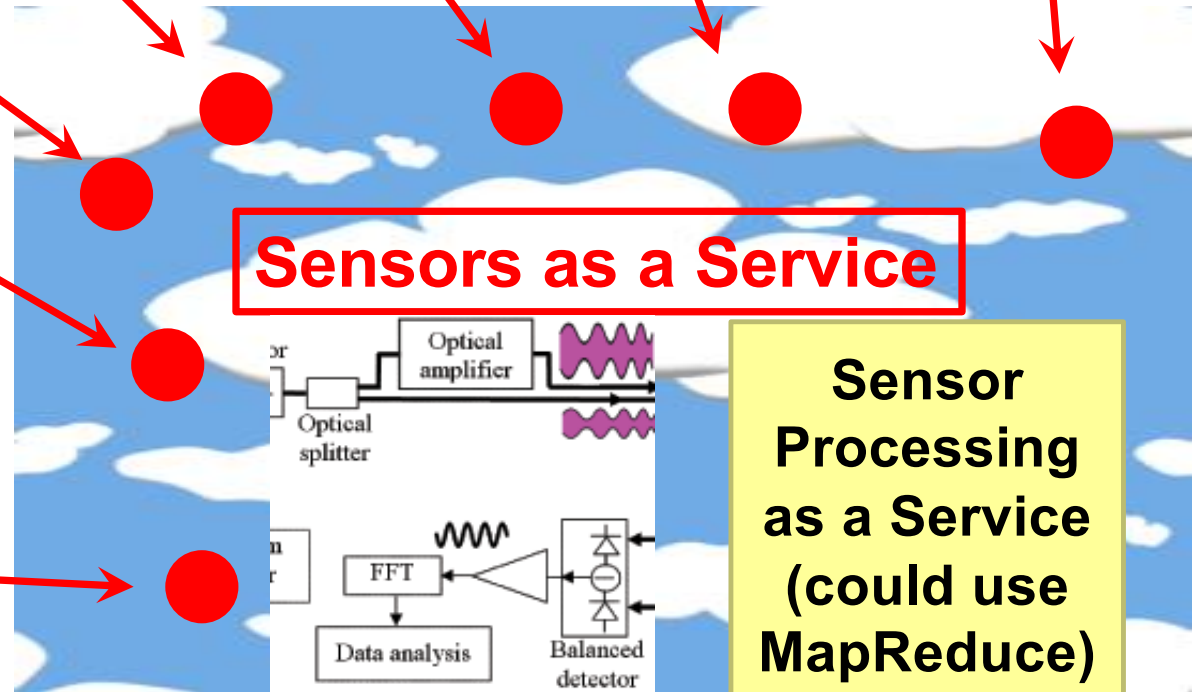 Sensors as a Service
or
Optical
amplifier
Optical
splitter
FFT
Data analysis
Balanced
detector
Sensor
Processing
as a Service
(could use
MapReduce)